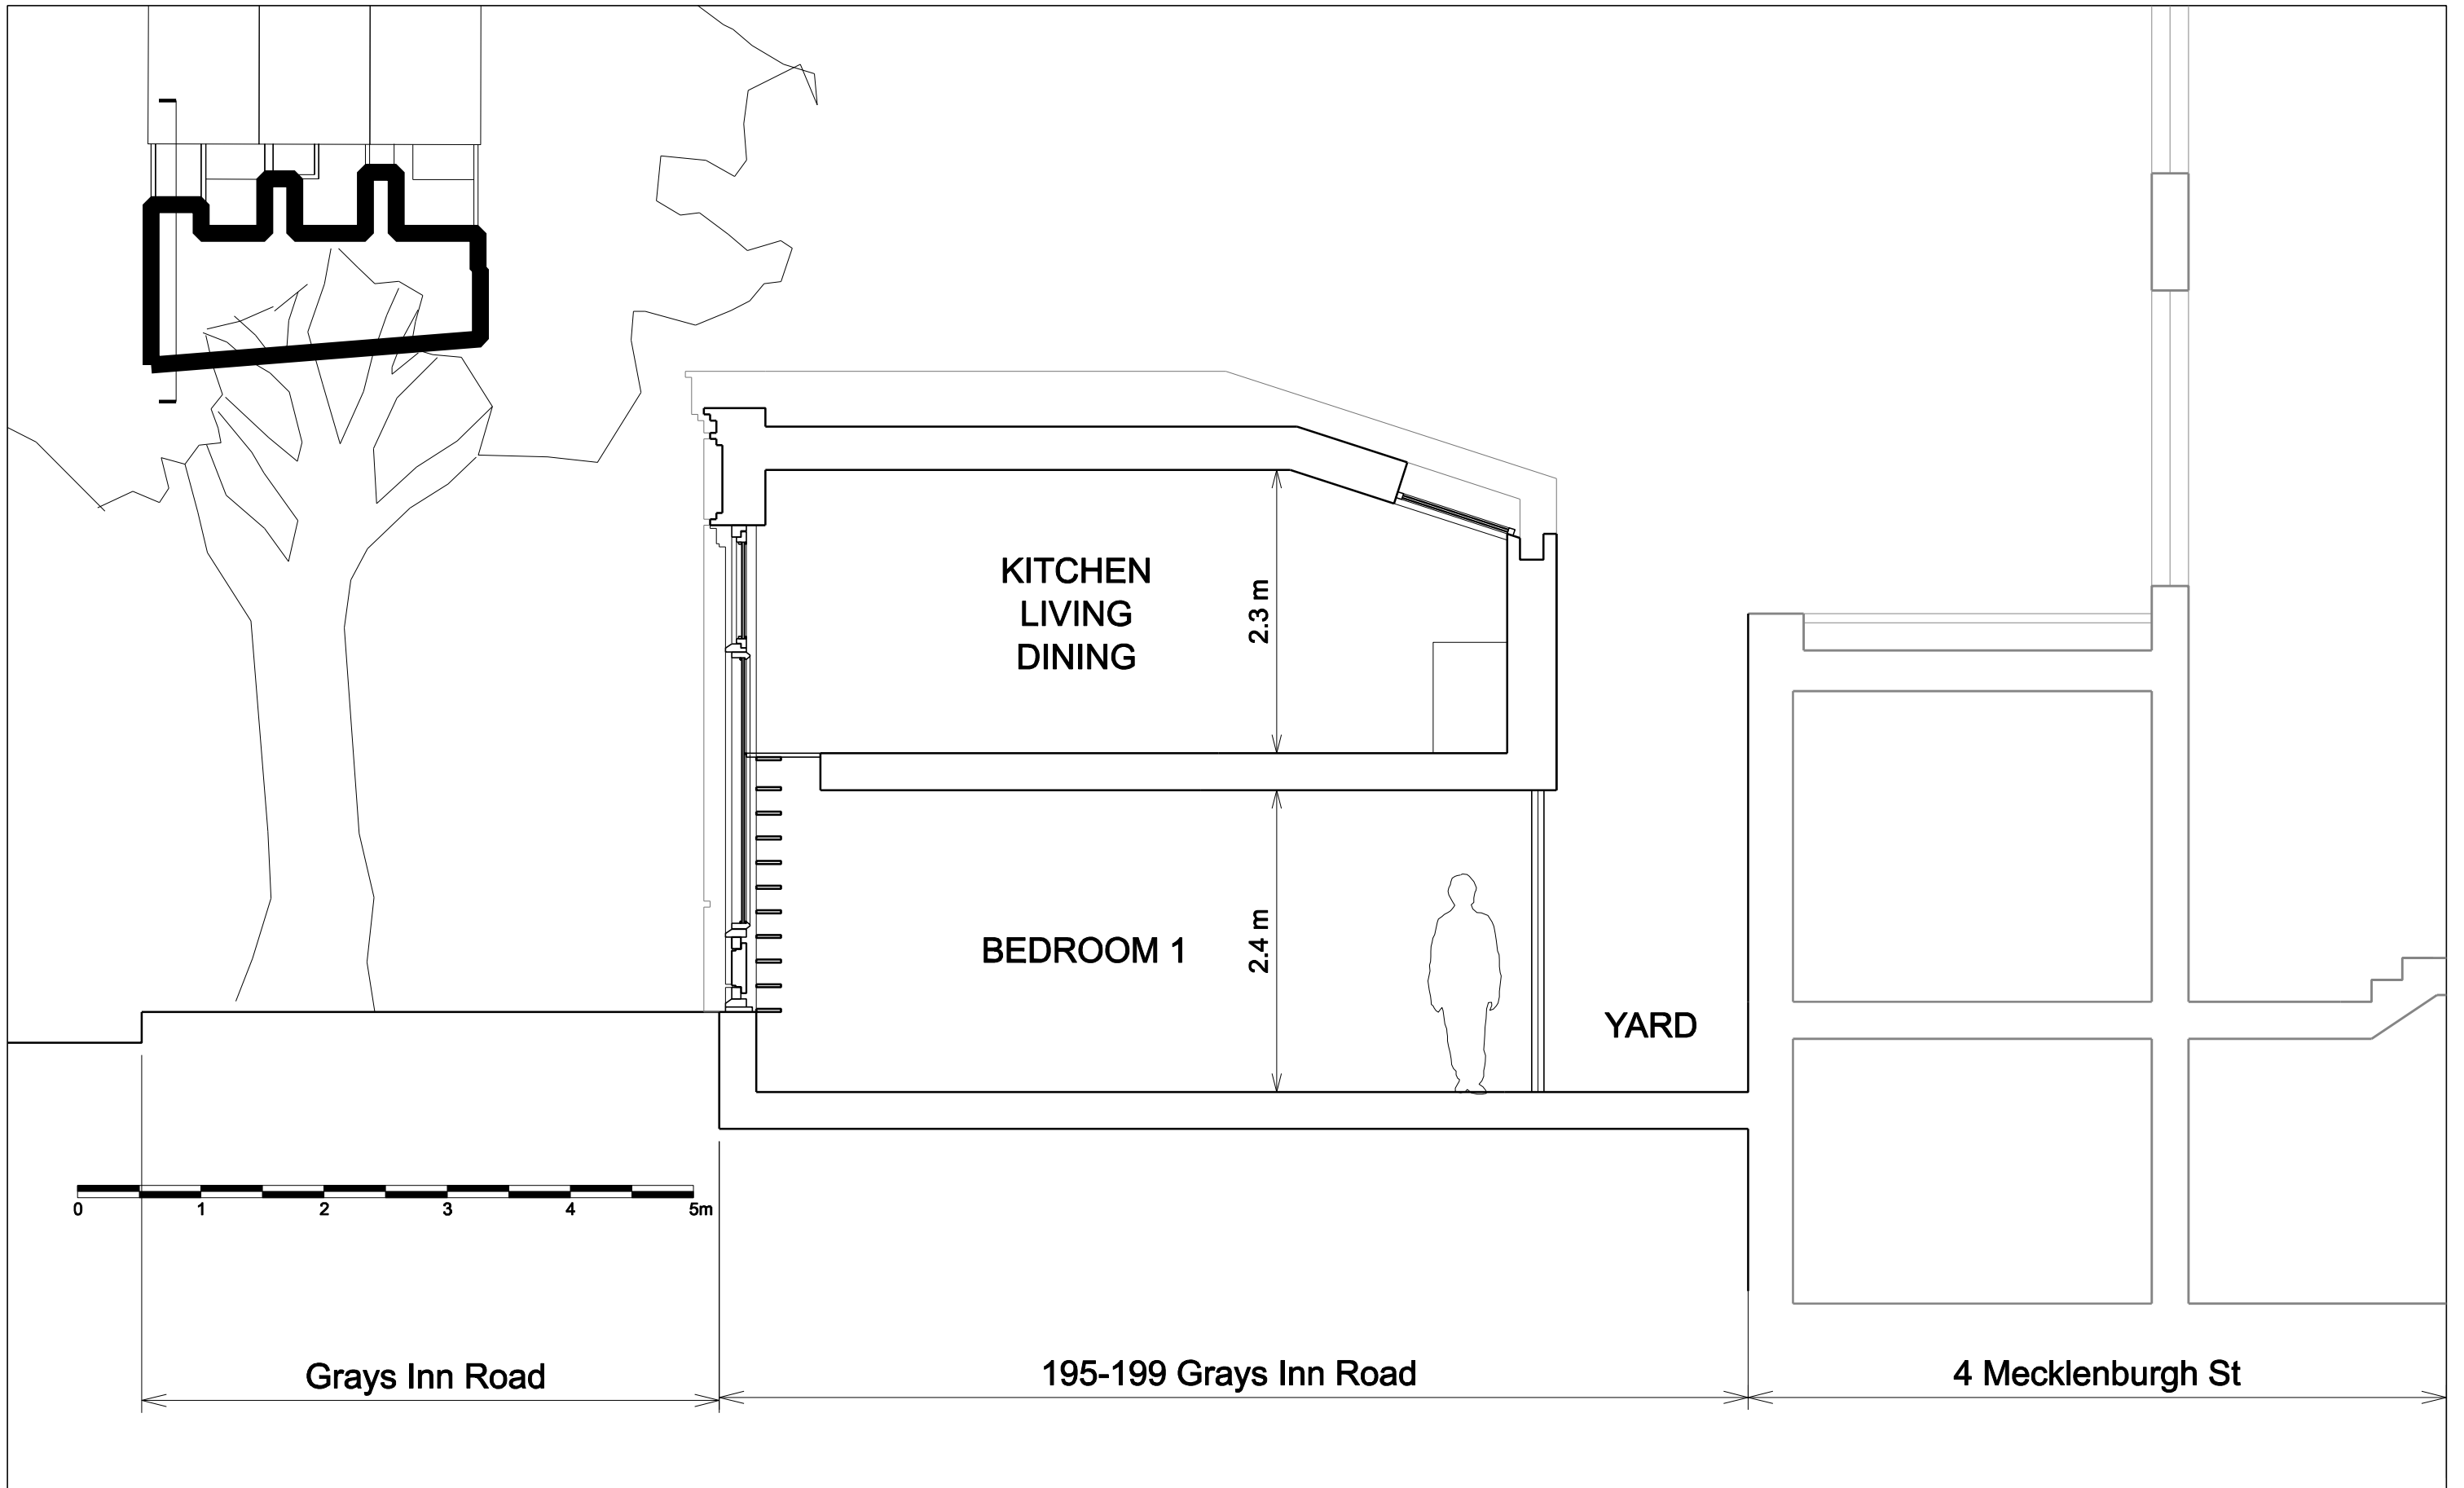 KITCHEN
LIVING
DINING
2.3 m
BEDROOM 1
2.4 m
YARD
0 1 2 3 4 5m
Grays Inn Road
195-199 Grays Inn Road
4 Mecklenburgh St